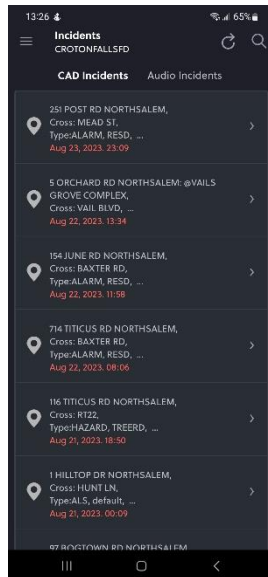 13:26
65%
Incidents
CROTONFALLSFD
CAD Incidents
Audio Incidents
251 POST RD NORTHSALEM,
Cross: MEAD ST,
Type:ALARM, RESD, ...
Aug 23, 2023. 23:09
5 ORCHARD RD NORTHSALEM: @VAILS
GROVE COMPLEX,
Cross: VAIL BLVD, ...
Aug 22, 2023. 13:34
154 JUNE RD NORTHSALEM,
Cross: BAXTER RD,
Type:ALARM, RESD, ...
Aug 22, 2023. 11:58
714 TITICUS RD NORTHSALEM,
Cross: BAXTER RD,
Type:ALARM, RESD, ...
Aug 22, 2023. 08:06
116 TITICUS RD NORTHSALEM,
Cross: RT22,
Type:HAZARD, TREERD, ...
Aug 21, 2023. 18:50
1 HILLTOP DR NORTHSALEM,
Cross: HUNT LN,
Type:ALS, default, ...
Aug 21, 2023. 00:09
97 BOGTOWN RD NORTHSALEM